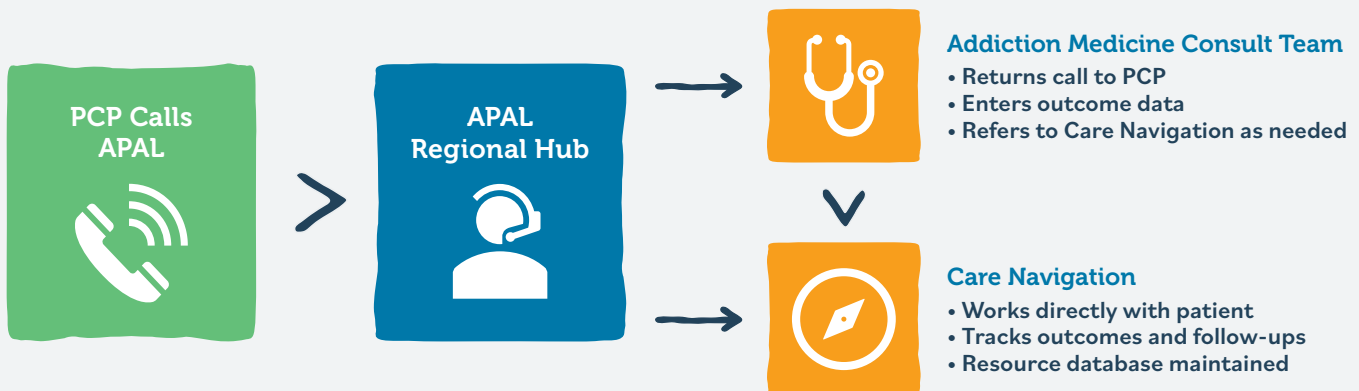 PCP Calls
APAL
APAL
Regional Hub
Addiction Medicine Consult Team
• Returns call to PCP
• Enters outcome data
• Refers to Care Navigation as needed
Care Navigation
• Works directly with patient
• Tracks outcomes and follow-ups
• Resource database maintained